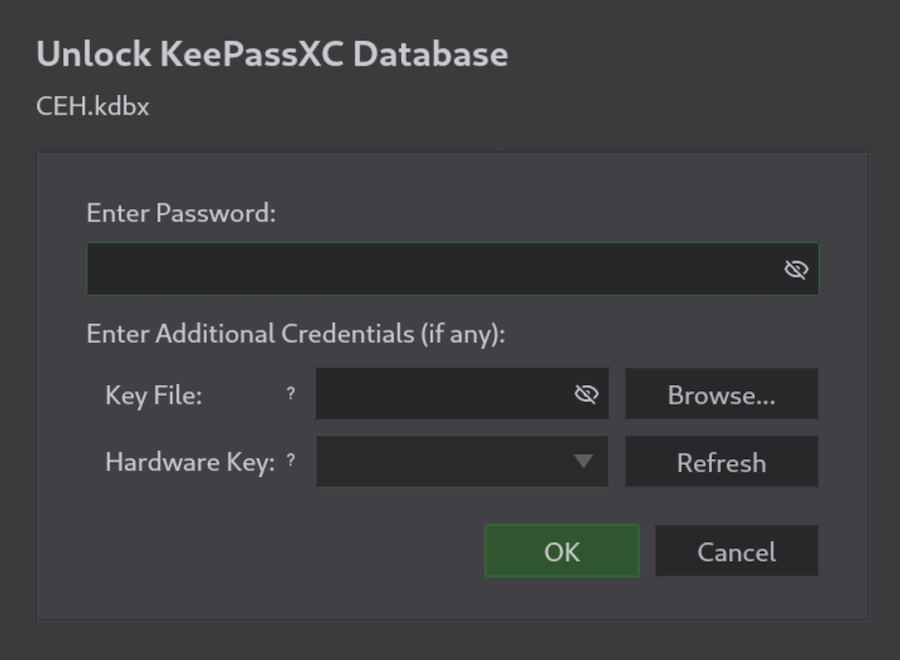 Unlock KeePassXC Database
CEH.kdbx
Enter Password:
Enter Additional Credentials (if any):
Key File: ? Browse...
Hardware Key: ? Refresh
OK Cancel